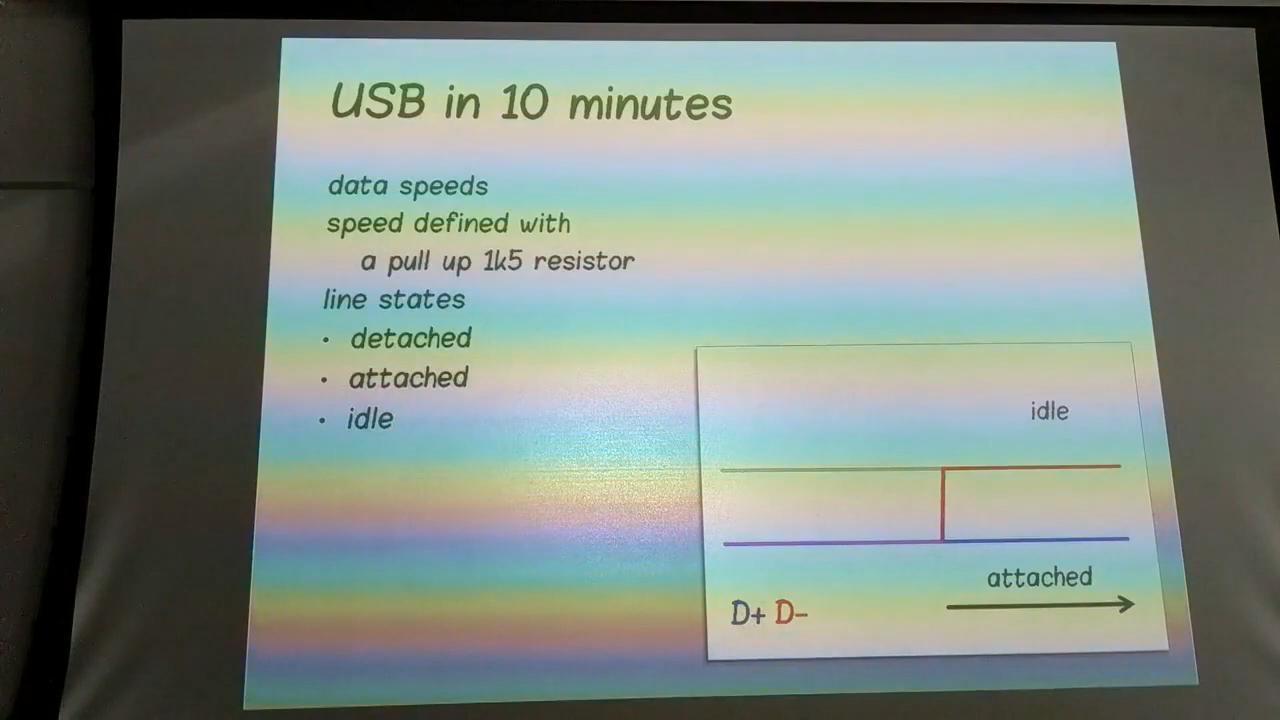 USB in 10 minutes
data speeds
speed defined with
a pull up 1k5 resistor
line states
• detached
• attached
• idle
idle
attached
D+ D-